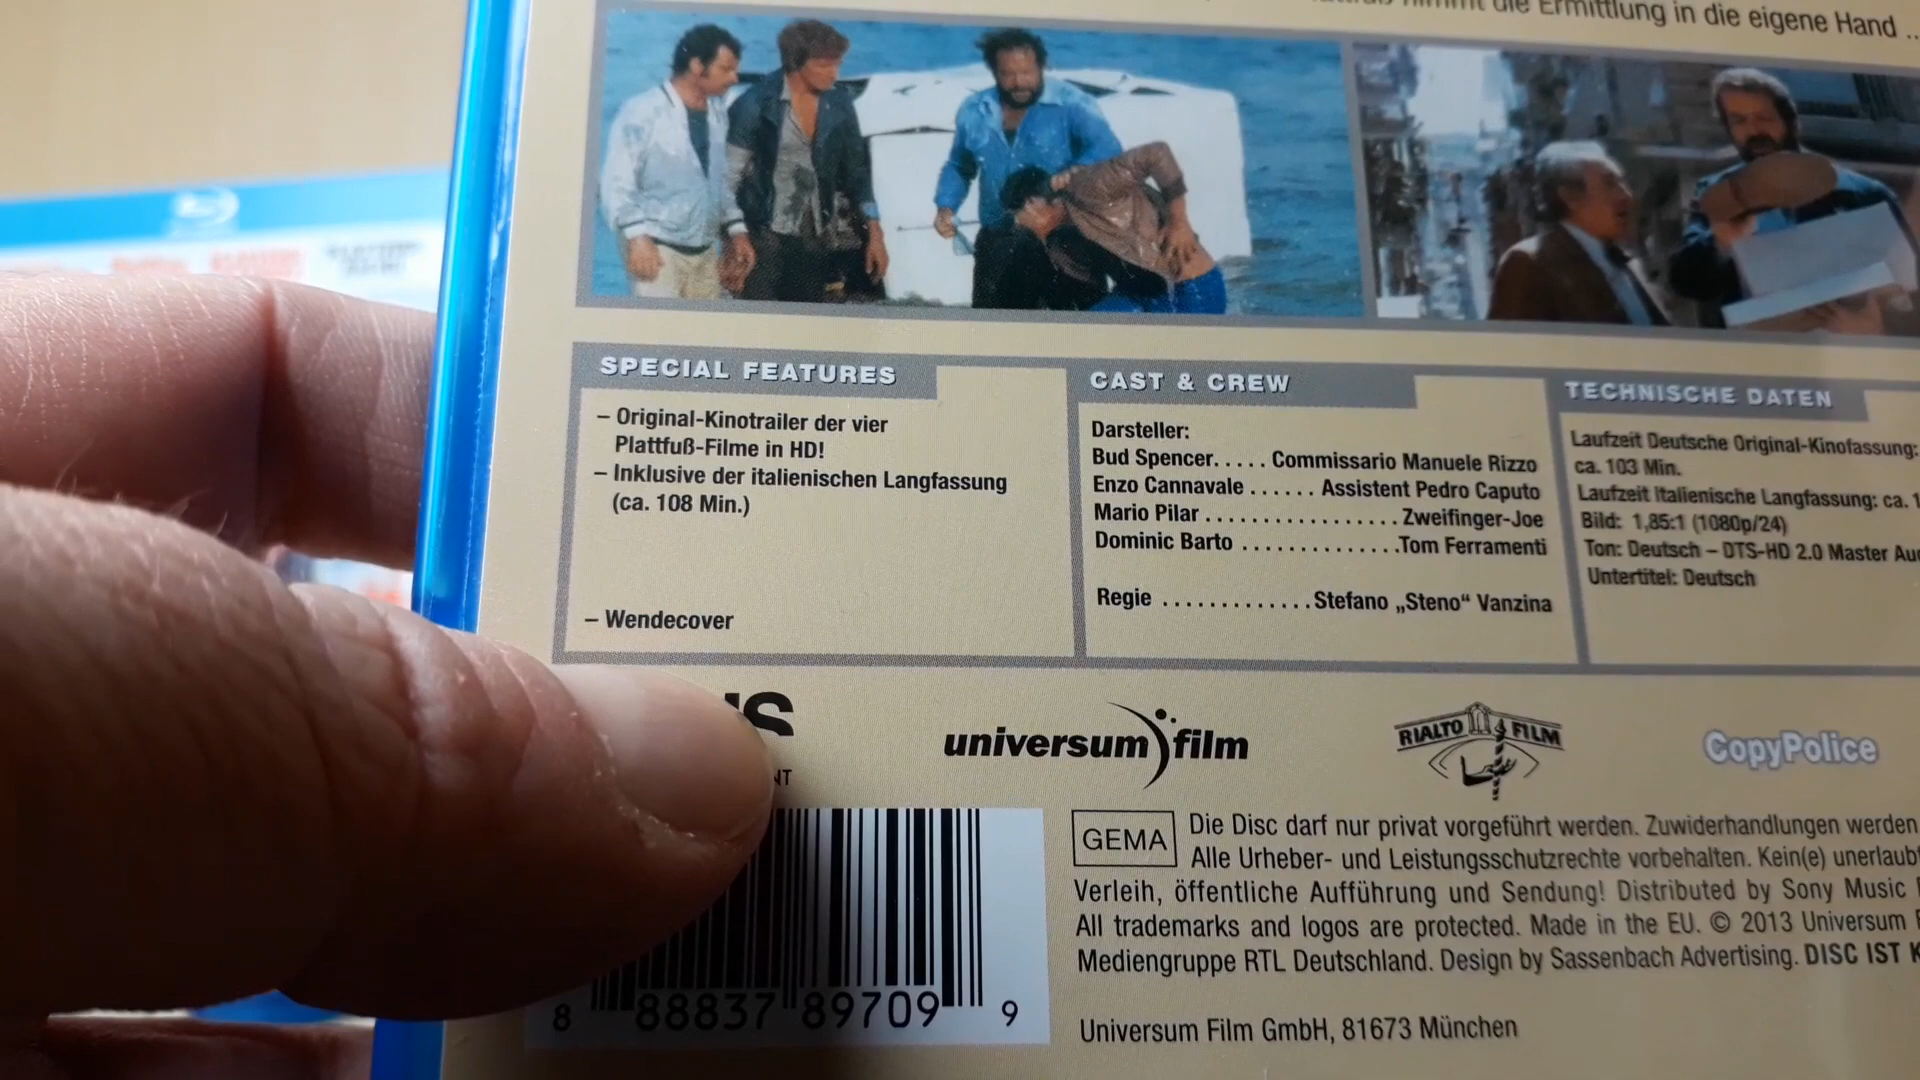 nimmt die Ermittlung in die eigene Hand ...
SPECIAL FEATURES
– Original-Kinotrailer der vier
Plattfuß-Filme in HD!
– Inklusive der italienischen Langfassung
(ca. 108 Min.)
– Wendecover
CAST & CREW
Darsteller:
Bud Spencer..... Commissario Manuele Rizzo
Enzo Cannavale ...... Assistent Pedro Caputo
Mario Pilar ................. Zweifinger-Joe
Dominic Barto ..............Tom Ferramenti
Regie .............Stefano „Steno“ Vanzina
TECHNISCHE DATEN
Laufzeit Deutsche Original-Kinofassung:
ca. 103 Min.
Laufzeit Italienische Langfassung: ca. 1
Bild: 1,85:1 (1080p/24)
Ton: Deutsch – DTS-HD 2.0 Master Au
Untertitel: Deutsch
universum film
RIALTO FILM
CopyPolice
GEMA
Die Disc darf nur privat vorgeführt werden. Zuwiderhandlungen werden
Alle Urheber- und Leistungsschutzrechte vorbehalten. Kein(e) unerlaubt
Verleih, öffentliche Aufführung und Sendung! Distributed by Sony Music
All trademarks and logos are protected. Made in the EU. © 2013 Universum F
Mediengruppe RTL Deutschland. Design by Sassenbach Advertising. DISC IST K
Universum Film GmbH, 81673 München
8 88837 89709 9